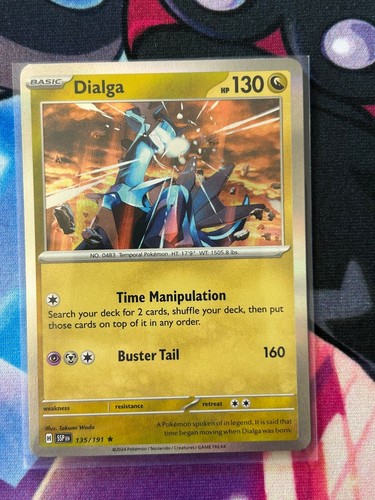 BASIC Dialga HP 130
NO. 0483 Temporal Pokémon HT: 17'9" WT: 1505.8 lbs.
Time Manipulation
Search your deck for 2 cards, shuffle your deck, then put
those cards on top of it in any order.
Buster Tail 160
weakness resistance retreat
Illus. Takumi Wada
A Pokémon spoken of in legend. It is said that
time began moving when Dialga was born.
H SSP EN 135/191
©2024 Pokémon / Nintendo / Creatures / GAME FREAK